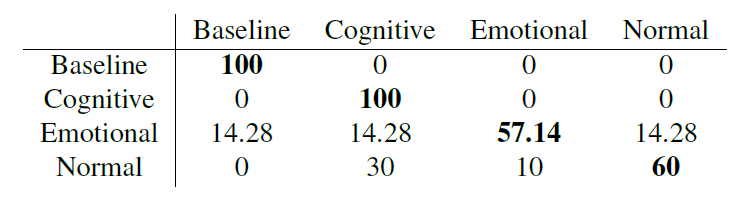 Baseline Cognitive Emotional Normal
Baseline 100 0 0 0
Cognitive 0 100 0 0
Emotional 14.28 14.28 57.14 14.28
Normal 0 30 10 60